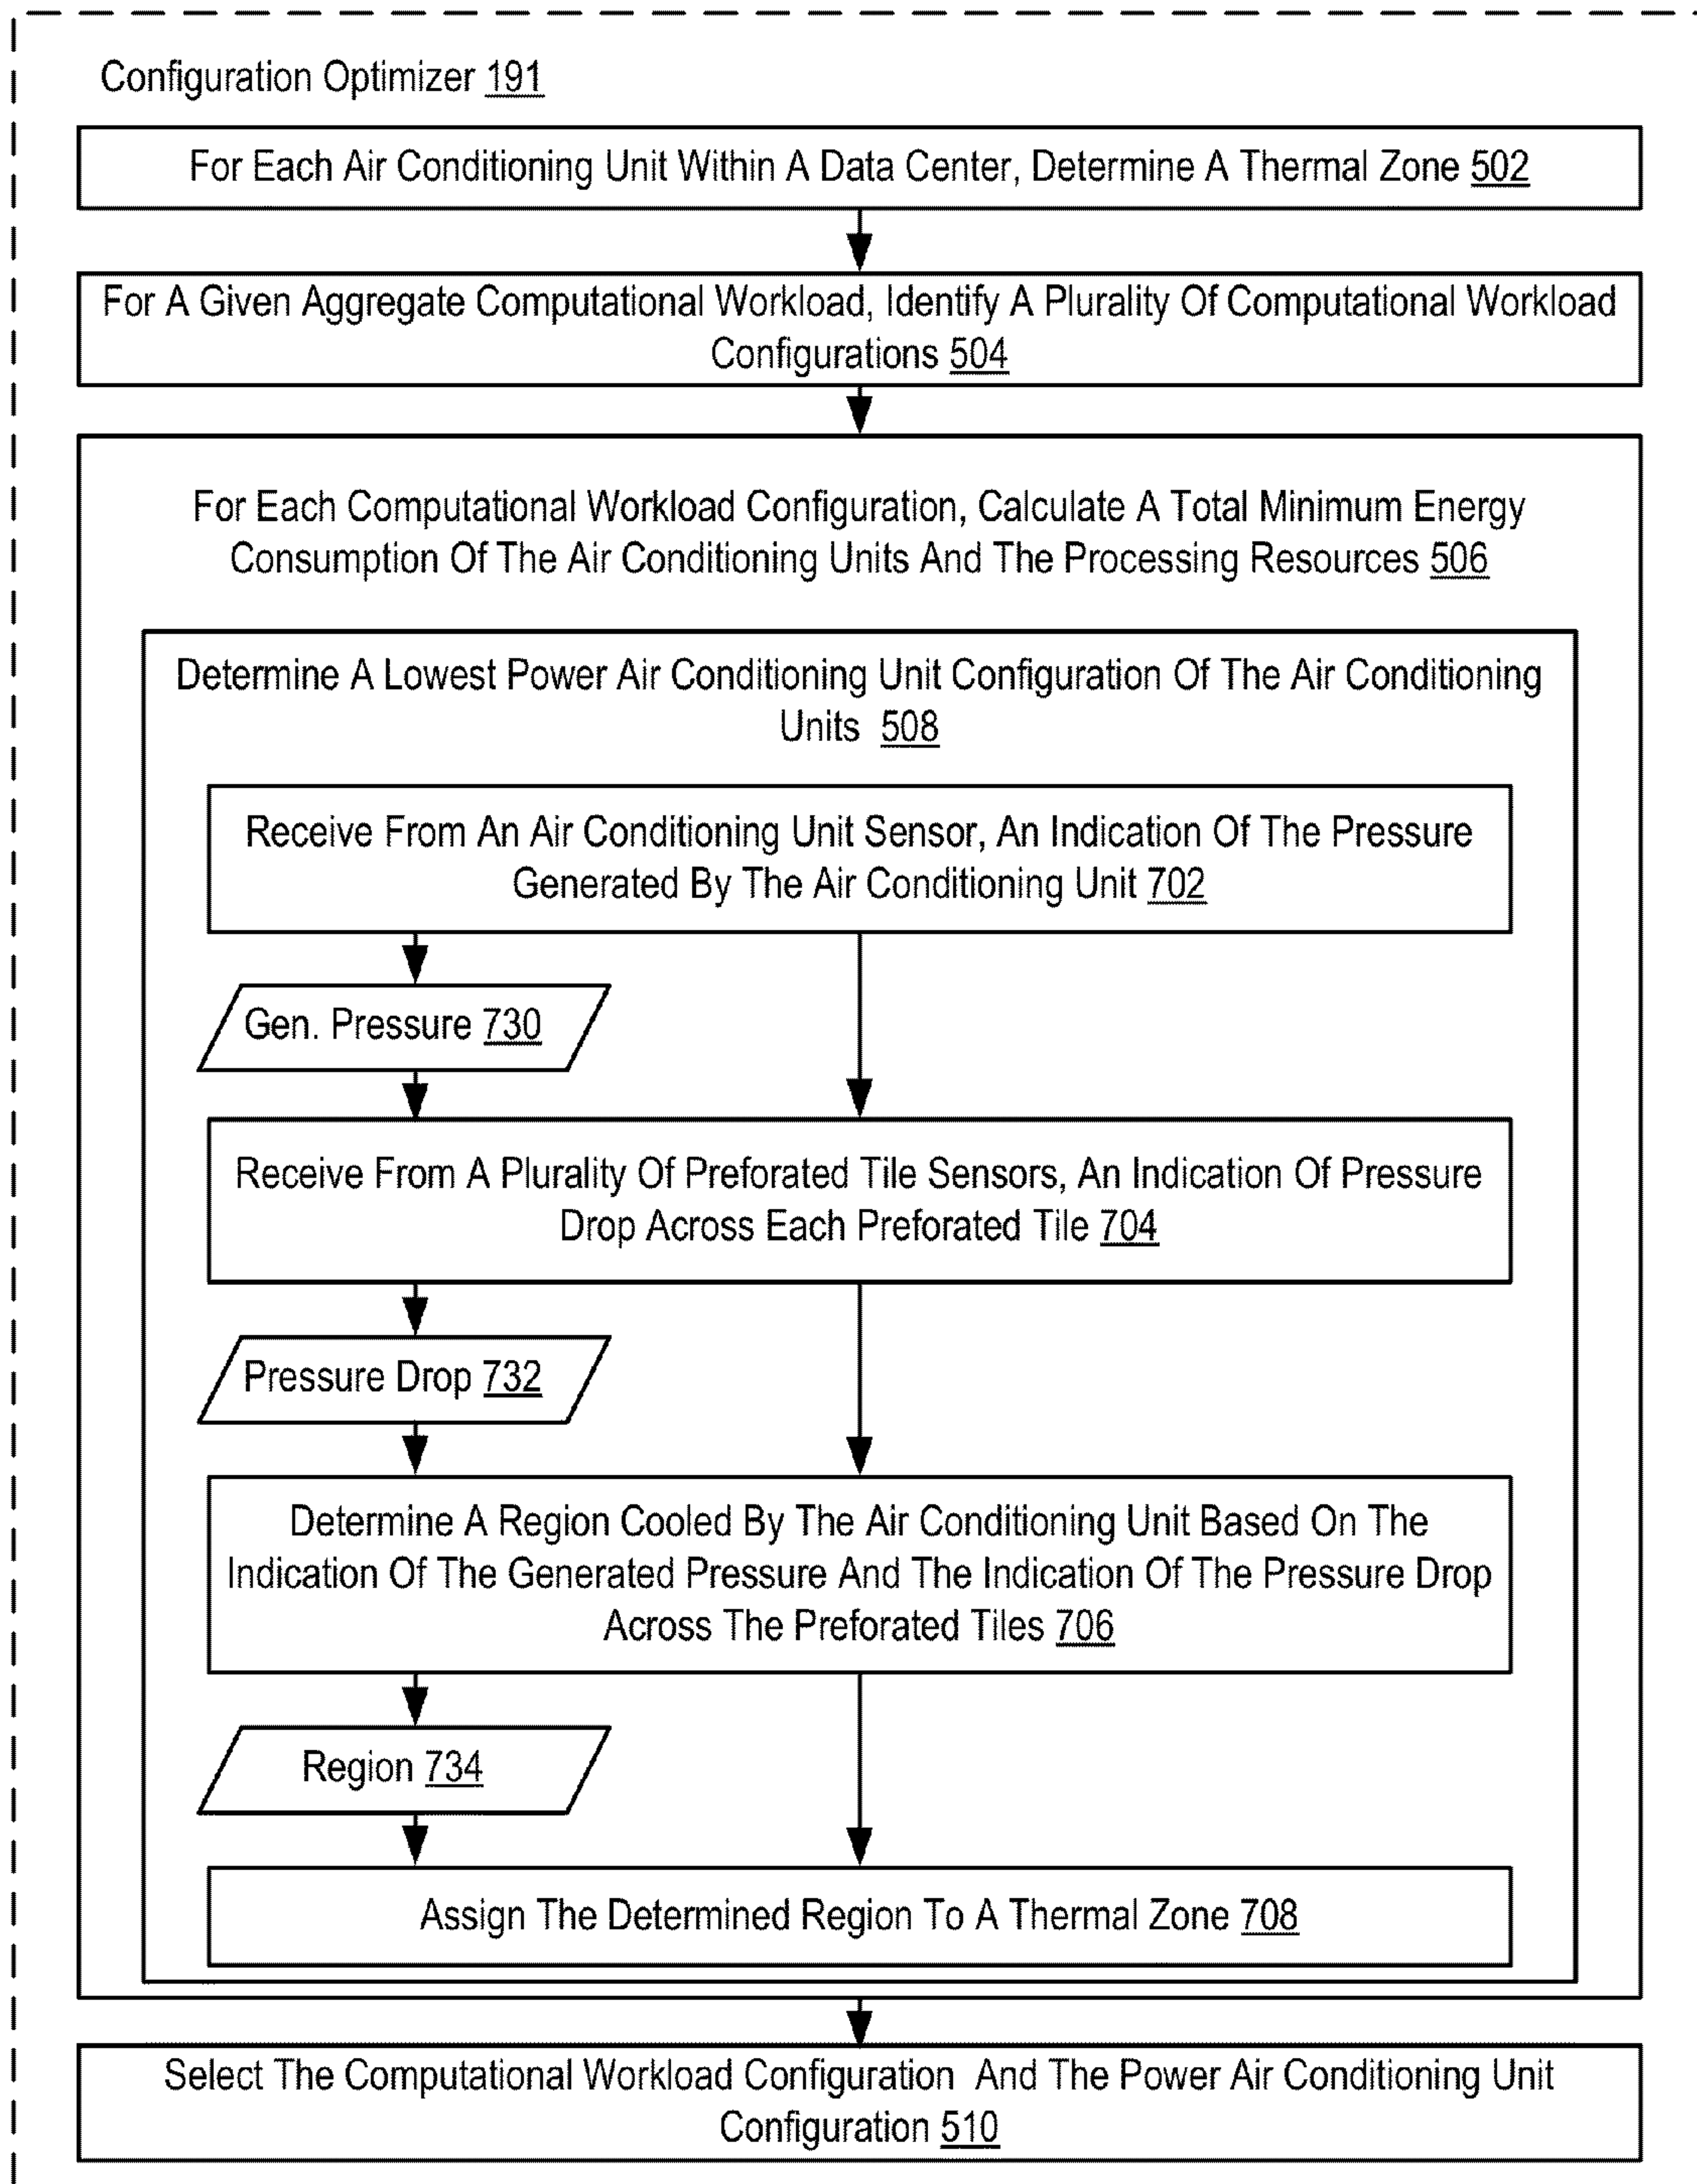 Configuration Optimizer 191
For Each Air Conditioning Unit Within A Data Center, Determine A Thermal Zone 502
For A Given Aggregate Computational Workload, Identify A Plurality Of Computational Workload
Configurations 504
For Each Computational Workload Configuration, Calculate A Total Minimum Energy
Consumption Of The Air Conditioning Units And The Processing Resources 506
Determine A Lowest Power Air Conditioning Unit Configuration Of The Air Conditioning
Units 508
Receive From An Air Conditioning Unit Sensor, An Indication Of The Pressure
Generated By The Air Conditioning Unit 702
Gen. Pressure 730
Receive From A Plurality Of Preforated Tile Sensors, An Indication Of Pressure
Drop Across Each Preforated Tile 704
Pressure Drop 732
Determine A Region Cooled By The Air Conditioning Unit Based On The
Indication Of The Generated Pressure And The Indication Of The Pressure Drop
Across The Preforated Tiles 706
Region 734
Assign The Determined Region To A Thermal Zone 708
Select The Computational Workload Configuration And The Power Air Conditioning Unit
Configuration 510